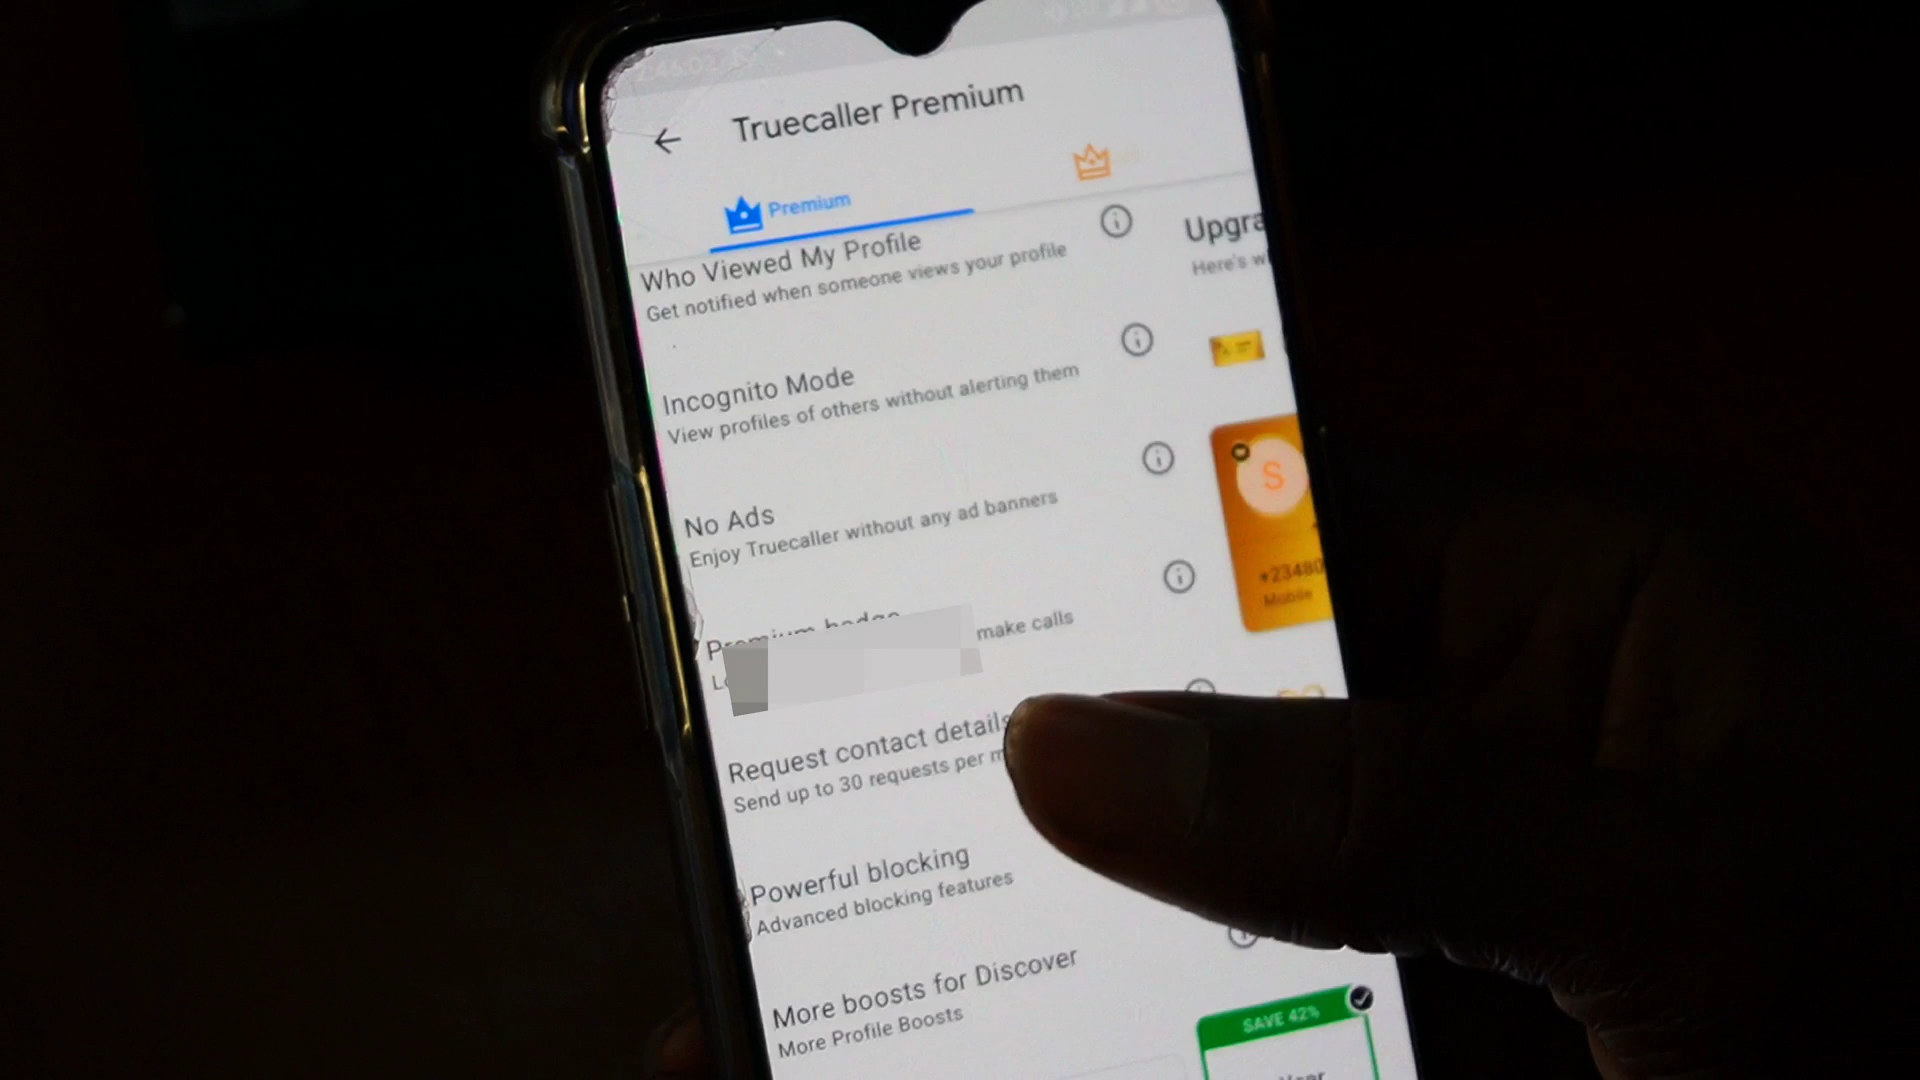 Truecaller Premium
Premium
Who Viewed My Profile
Get notified when someone views your profile
Incognito Mode
View profiles of others without alerting them
No Ads
Enjoy Truecaller without any ad banners
make calls
Request contact details
Send up to 30 requests per
Powerful blocking
Advanced blocking features
More boosts for Discover
More Profile Boosts
Upgra
Here's w
S
+23480
Mobile
SAVE 42%